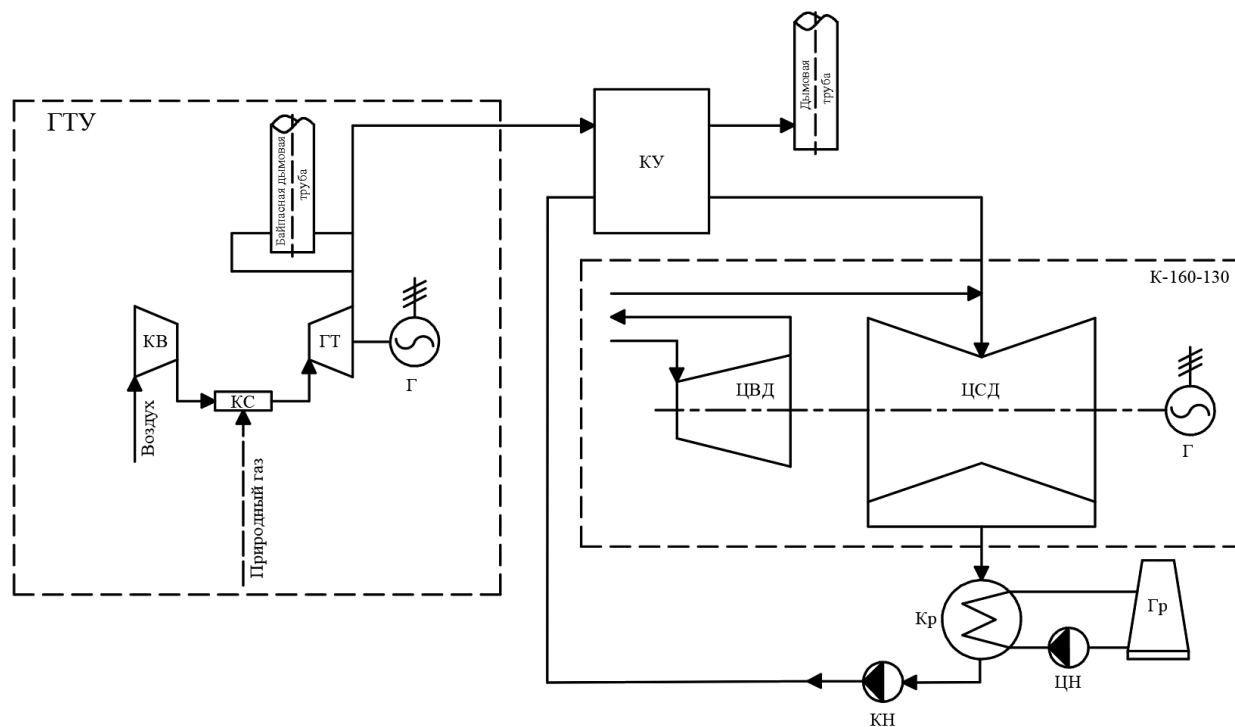 ГТУ
Байпасная дымовая
труба
Дымовая
труба
КУ
К-160-130
КВ
ГТ
Г
КС
Воздух
Природный газ
ЦВД
ЦСД
Г
Кр
Гр
ЦН
КН